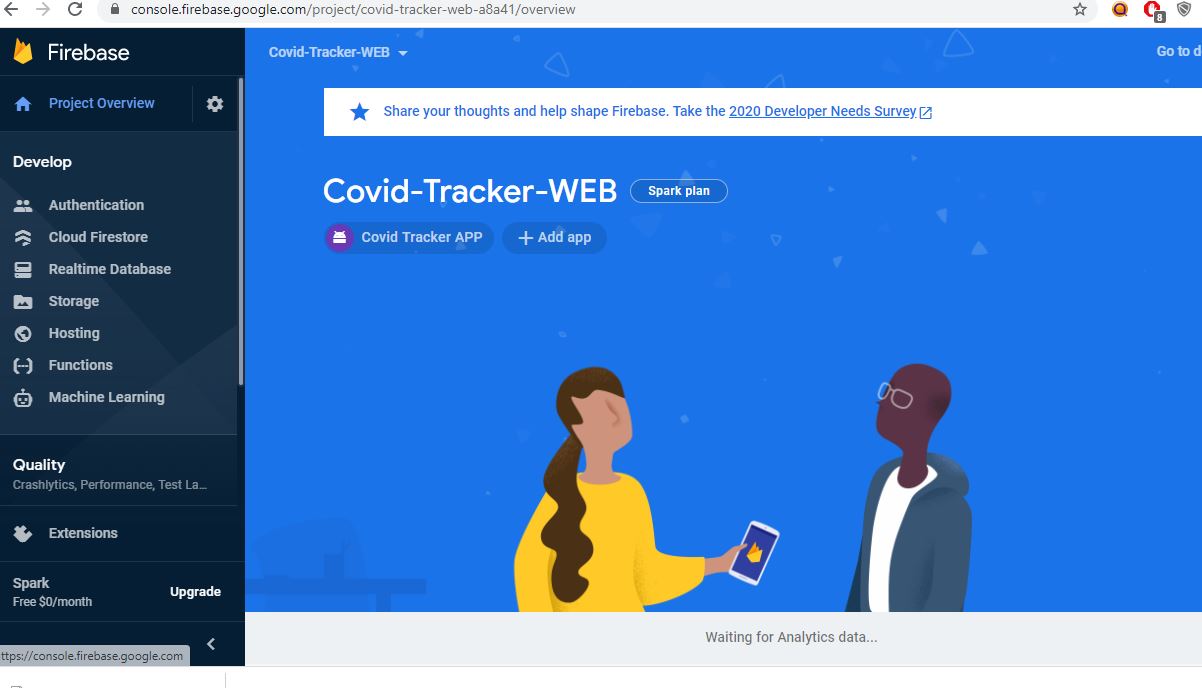 console.firebase.google.com/project/covid-tracker-web-a8a41/overview
8
Firebase
Covid-Tracker-WEB
Go to d
Project Overview
Share your thoughts and help shape Firebase. Take the 2020 Developer Needs Survey
Develop
Covid-Tracker-WEB
Spark plan
Authentication
Covid Tracker APP
Add app
Cloud Firestore
Realtime Database
Storage
Hosting
Functions
Machine Learning
Quality
Crashlytics, Performance, Test La...
Extensions
Spark
Free $0/month
Upgrade
Waiting for Analytics data...
ttps://console.firebase.google.com